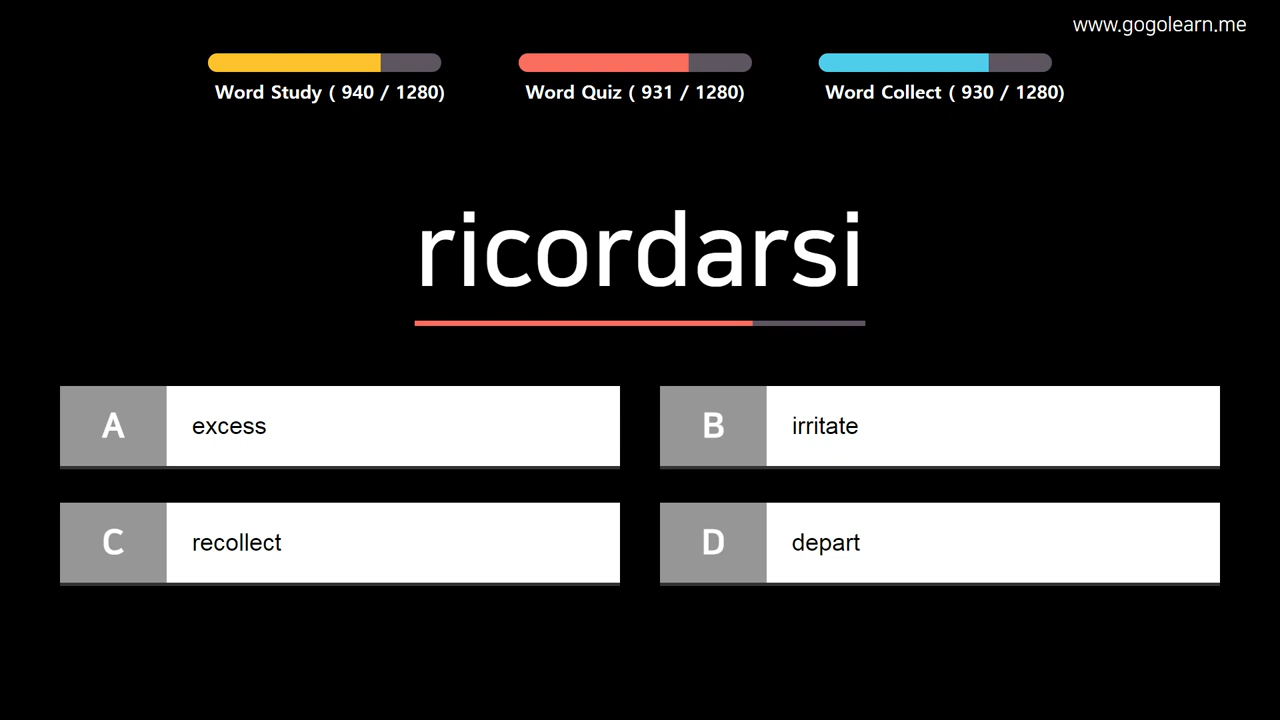 www.gogolearn.me
Word Study ( 940 / 1280)
Word Quiz ( 931 / 1280)
Word Collect ( 930 / 1280)
ricordarsi
A excess
B irritate
C recollect
D depart